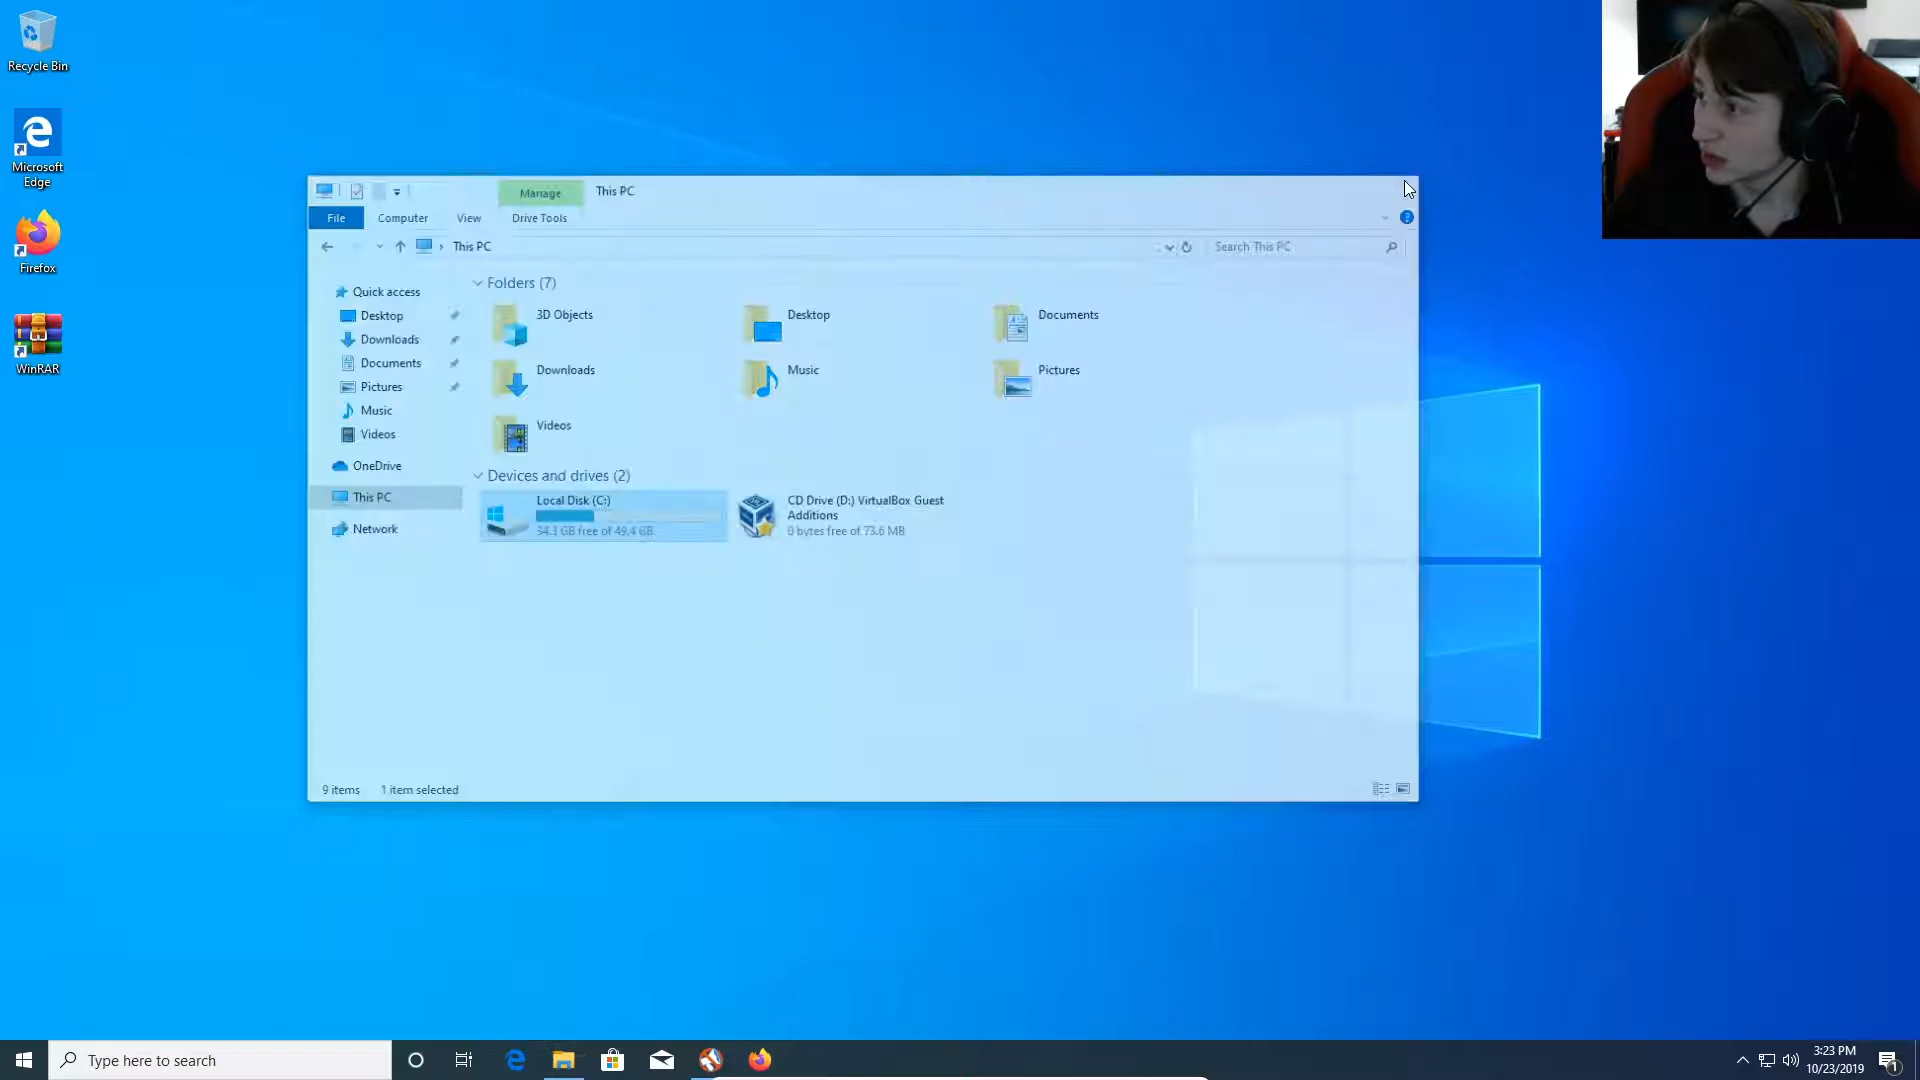 Recycle Bin
Microsoft
Edge
Firefox
WinRAR
Manage
This PC
File
Computer
View
Drive Tools
This PC
Search This PC
Quick access
Desktop
Downloads
Documents
Pictures
Music
Videos
OneDrive
This PC
Network
Folders (7)
3D Objects
Desktop
Documents
Downloads
Music
Pictures
Videos
Devices and drives (2)
Local Disk (C:)
34.1 GB free of 49.4 GB
CD Drive (D:) VirtualBox Guest
Additions
0 bytes free of 73.6 MB
9 items
1 item selected
Type here to search
3:23 PM
10/23/2019
1